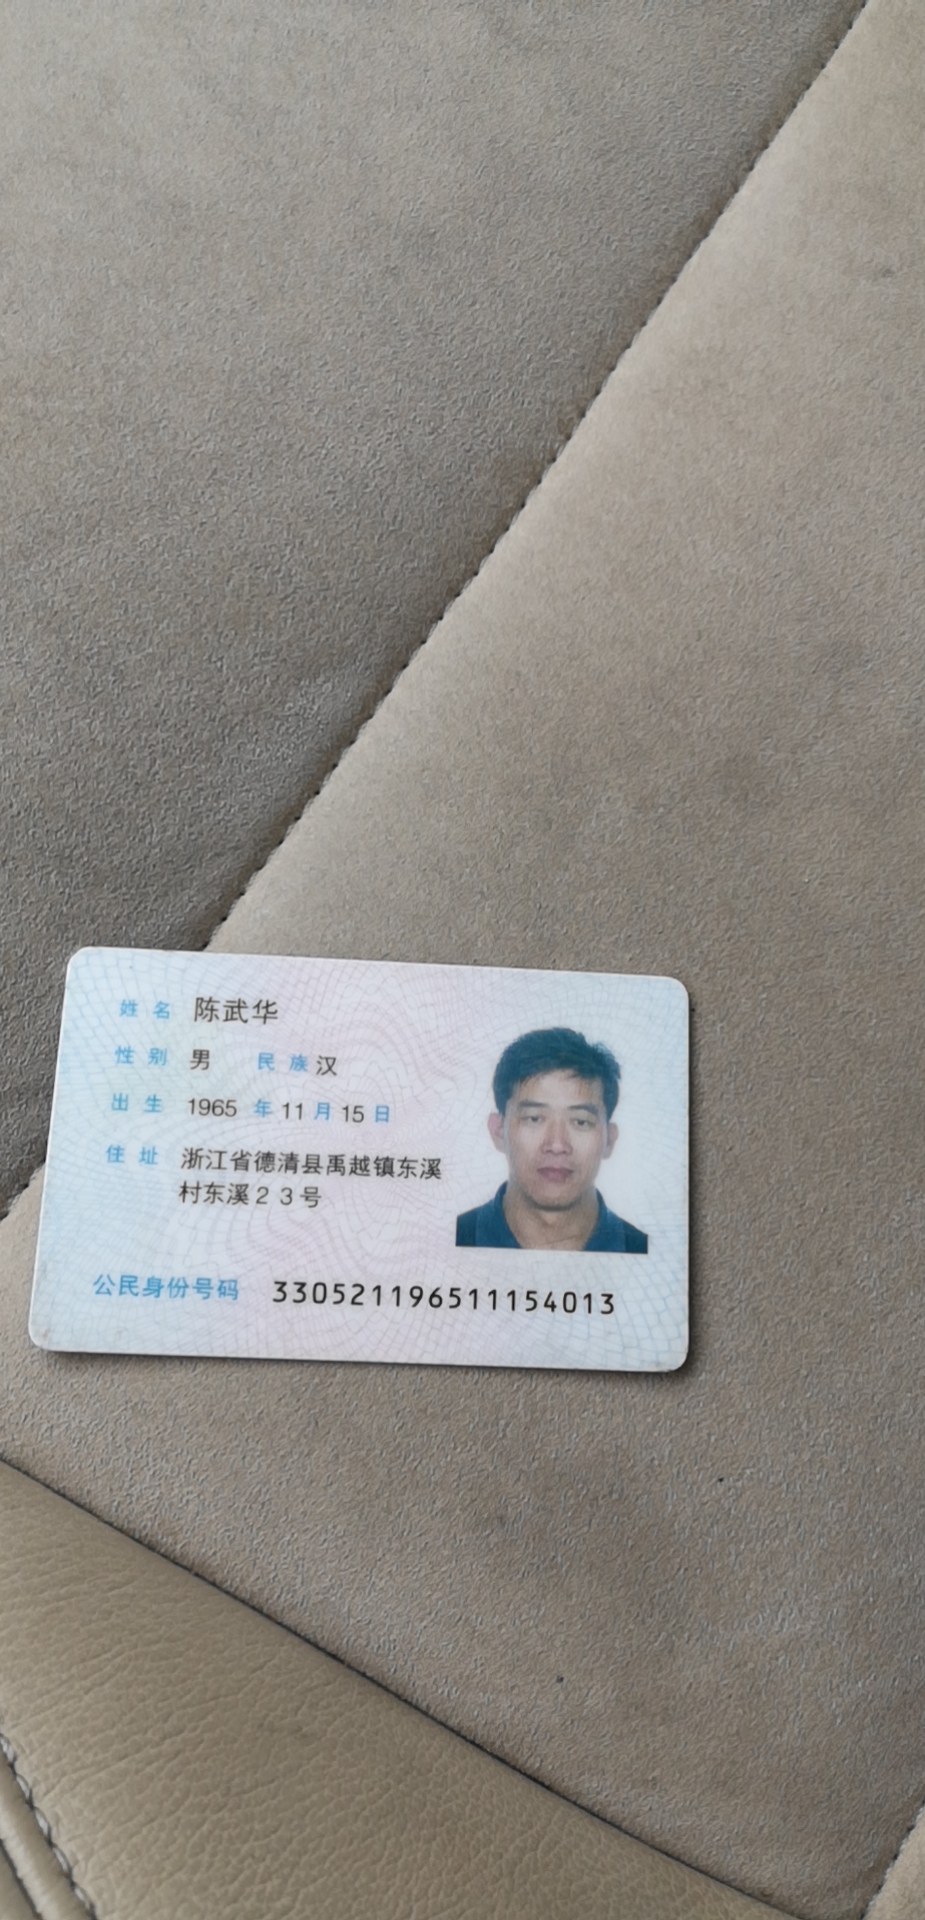 姓名 陈武华
性别 男 民族 汉
出生 1965 年 11 月 15 日
住址 浙江省德清县禹越镇东溪
村东溪23号
公民身份号码 330521196511154013